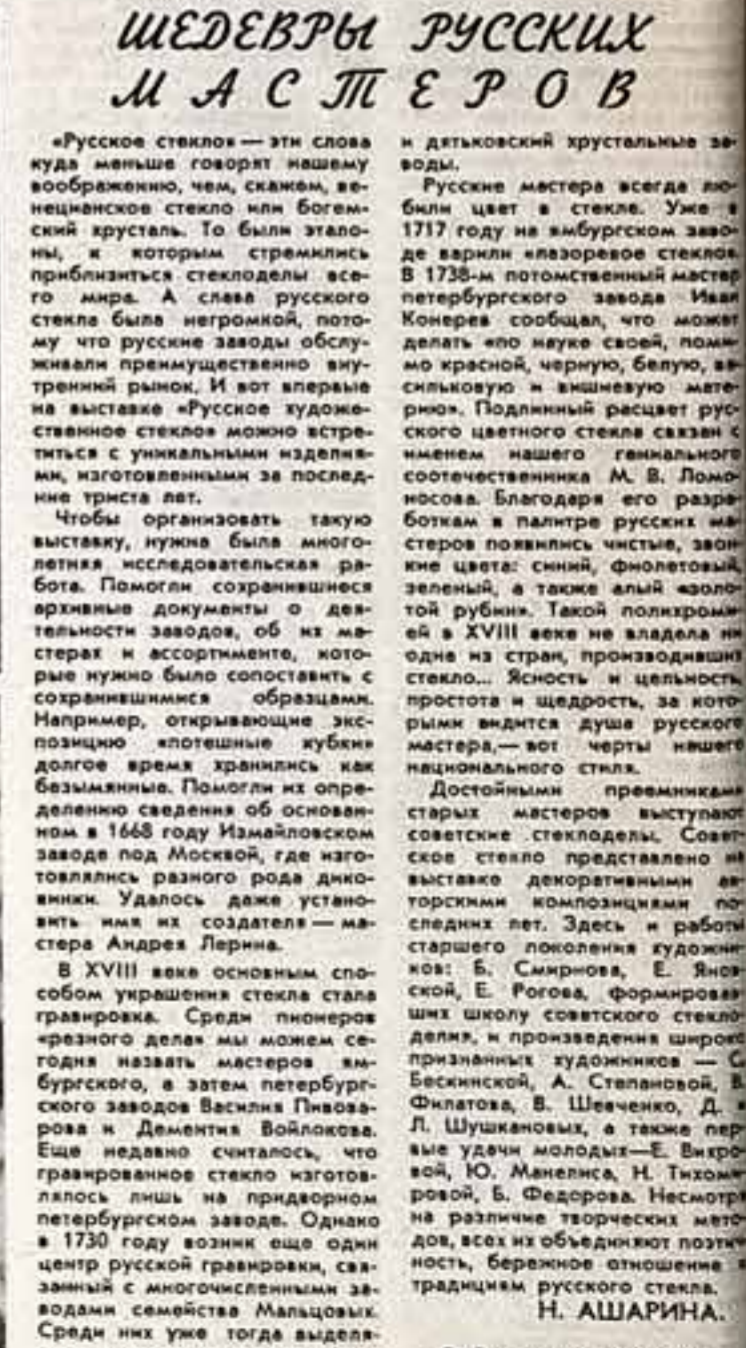 ШЕДЕВРЫ РУССКИХ
МАСТЕРОВ
«Русское стекло» — эти слова
куда меньше говорят нашему
воображению, чем, скажем, ве-
нецианское стекло или богем-
ский хрусталь. То были этало-
ны, к которым стремились
приблизиться стеклоделы все-
го мира. А слава русского
стекла была негромкой, пото-
му что русские заводы обслу-
живали преимущественно вну-
тренний рынок. И вот впервые
на выставке «Русское художе-
ственное стекло» можно встре-
титься с уникальными изделия-
ми, изготовленными за послед-
ние триста лет.
Чтобы организовать такую
выставку, нужна была много-
летняя исследовательская ра-
бота. Помогли сохранившиеся
архивные документы о дея-
тельности заводов, об их ма-
стерах и ассортименте, кото-
рые нужно было сопоставить с
сохранившимися образцами.
Например, открывающие экс-
позицию «потешные кубки»
долгое время хранились как
безымянные. Помогли их опре-
делению сведения об основан-
ном в 1668 году Измайловском
заводе под Москвой, где изго-
товлялись разного рода дико-
винки. Удалось даже устано-
вить имя их создателя — ма-
стера Андрея Лерина.
В XVIII веке основным спо-
собом украшения стекла стала
гравировка. Среди пионеров
«резного дела» мы можем се-
годня назвать мастеров ям-
бургского, а затем петербург-
ского заводов Василия Пивова-
рова и Дементия Войлокова.
Еще недавно считалось, что
гравированное стекло изготов-
лялось лишь на придворном
петербургском заводе. Однако
в 1730 году возник еще один
центр русской гравировки, свя-
занный с многочисленными за-
водами семейства Мальцовых.
Среди них уже тогда выделя-
и дятьковский хрустальные за-
воды.
Русские мастера всегда лю-
били цвет в стекле. Уже в
1717 году на ямбургском заво-
де варили «лазоревое стекло».
В 1738-м потомственный мастер
петербургского завода Иван
Конерев сообщал, что может
делать «по науке своей, поми-
мо красной, черную, белую, ва-
сильковую и вишневую мате-
рию». Подлинный расцвет рус-
ского цветного стекла связан с
именем нашего гениального
соотечественника М. В. Ломо-
носова. Благодаря его разра-
боткам в палитре русских ма-
стеров появились чистые, звон-
кие цвета: синий, фиолетовый,
зеленый, а также алый «золо-
той рубин». Такой полихроми-
ей в XVIII веке не владела ни
одна из стран, производивших
стекло... Ясность и цельность,
простота и щедрость, за кото-
рыми видится душа русского
мастера,— вот черты нашего
национального стиля.
Достойными преемниками
старых мастеров выступают
советские стеклоделы. Совет-
ское стекло представлено на
выставке декоративными ав-
торскими композициями по-
следних лет. Здесь и работы
старшего поколения художни-
ков: Б. Смирнова, Е. Янов-
ской, Е. Рогова, формировав-
ших школу советского стекло-
делия, и произведения широко
признанных художников — С.
Бескинской, А. Степановой, В.
Филатова, В. Шевченко, Д. и
Л. Шушкановых, а также пер-
вые удачи молодых—Е. Вихро-
вой, Ю. Манелиса, Н. Тихоми-
ровой, Б. Федорова. Несмотря
на различие творческих мето-
дов, всех их объединяют поэтич-
ность, бережное отношение к
традициям русского стекла.
Н. АШАРИНА.